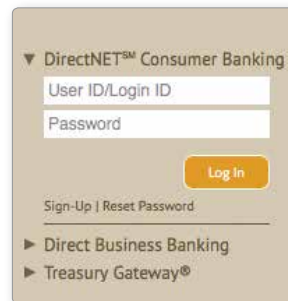 ▼ DirectNET℠ Consumer Banking
User ID/Login ID
Password
Log In
Sign-Up | Reset Password
► Direct Business Banking
► Treasury Gateway®